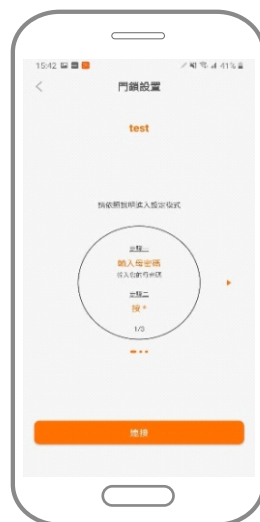 15:42 41%
門鎖設置
test
請依照說明進入設定模式
步驟一
輸入母密碼
步驟二
按 *
1/3
連接